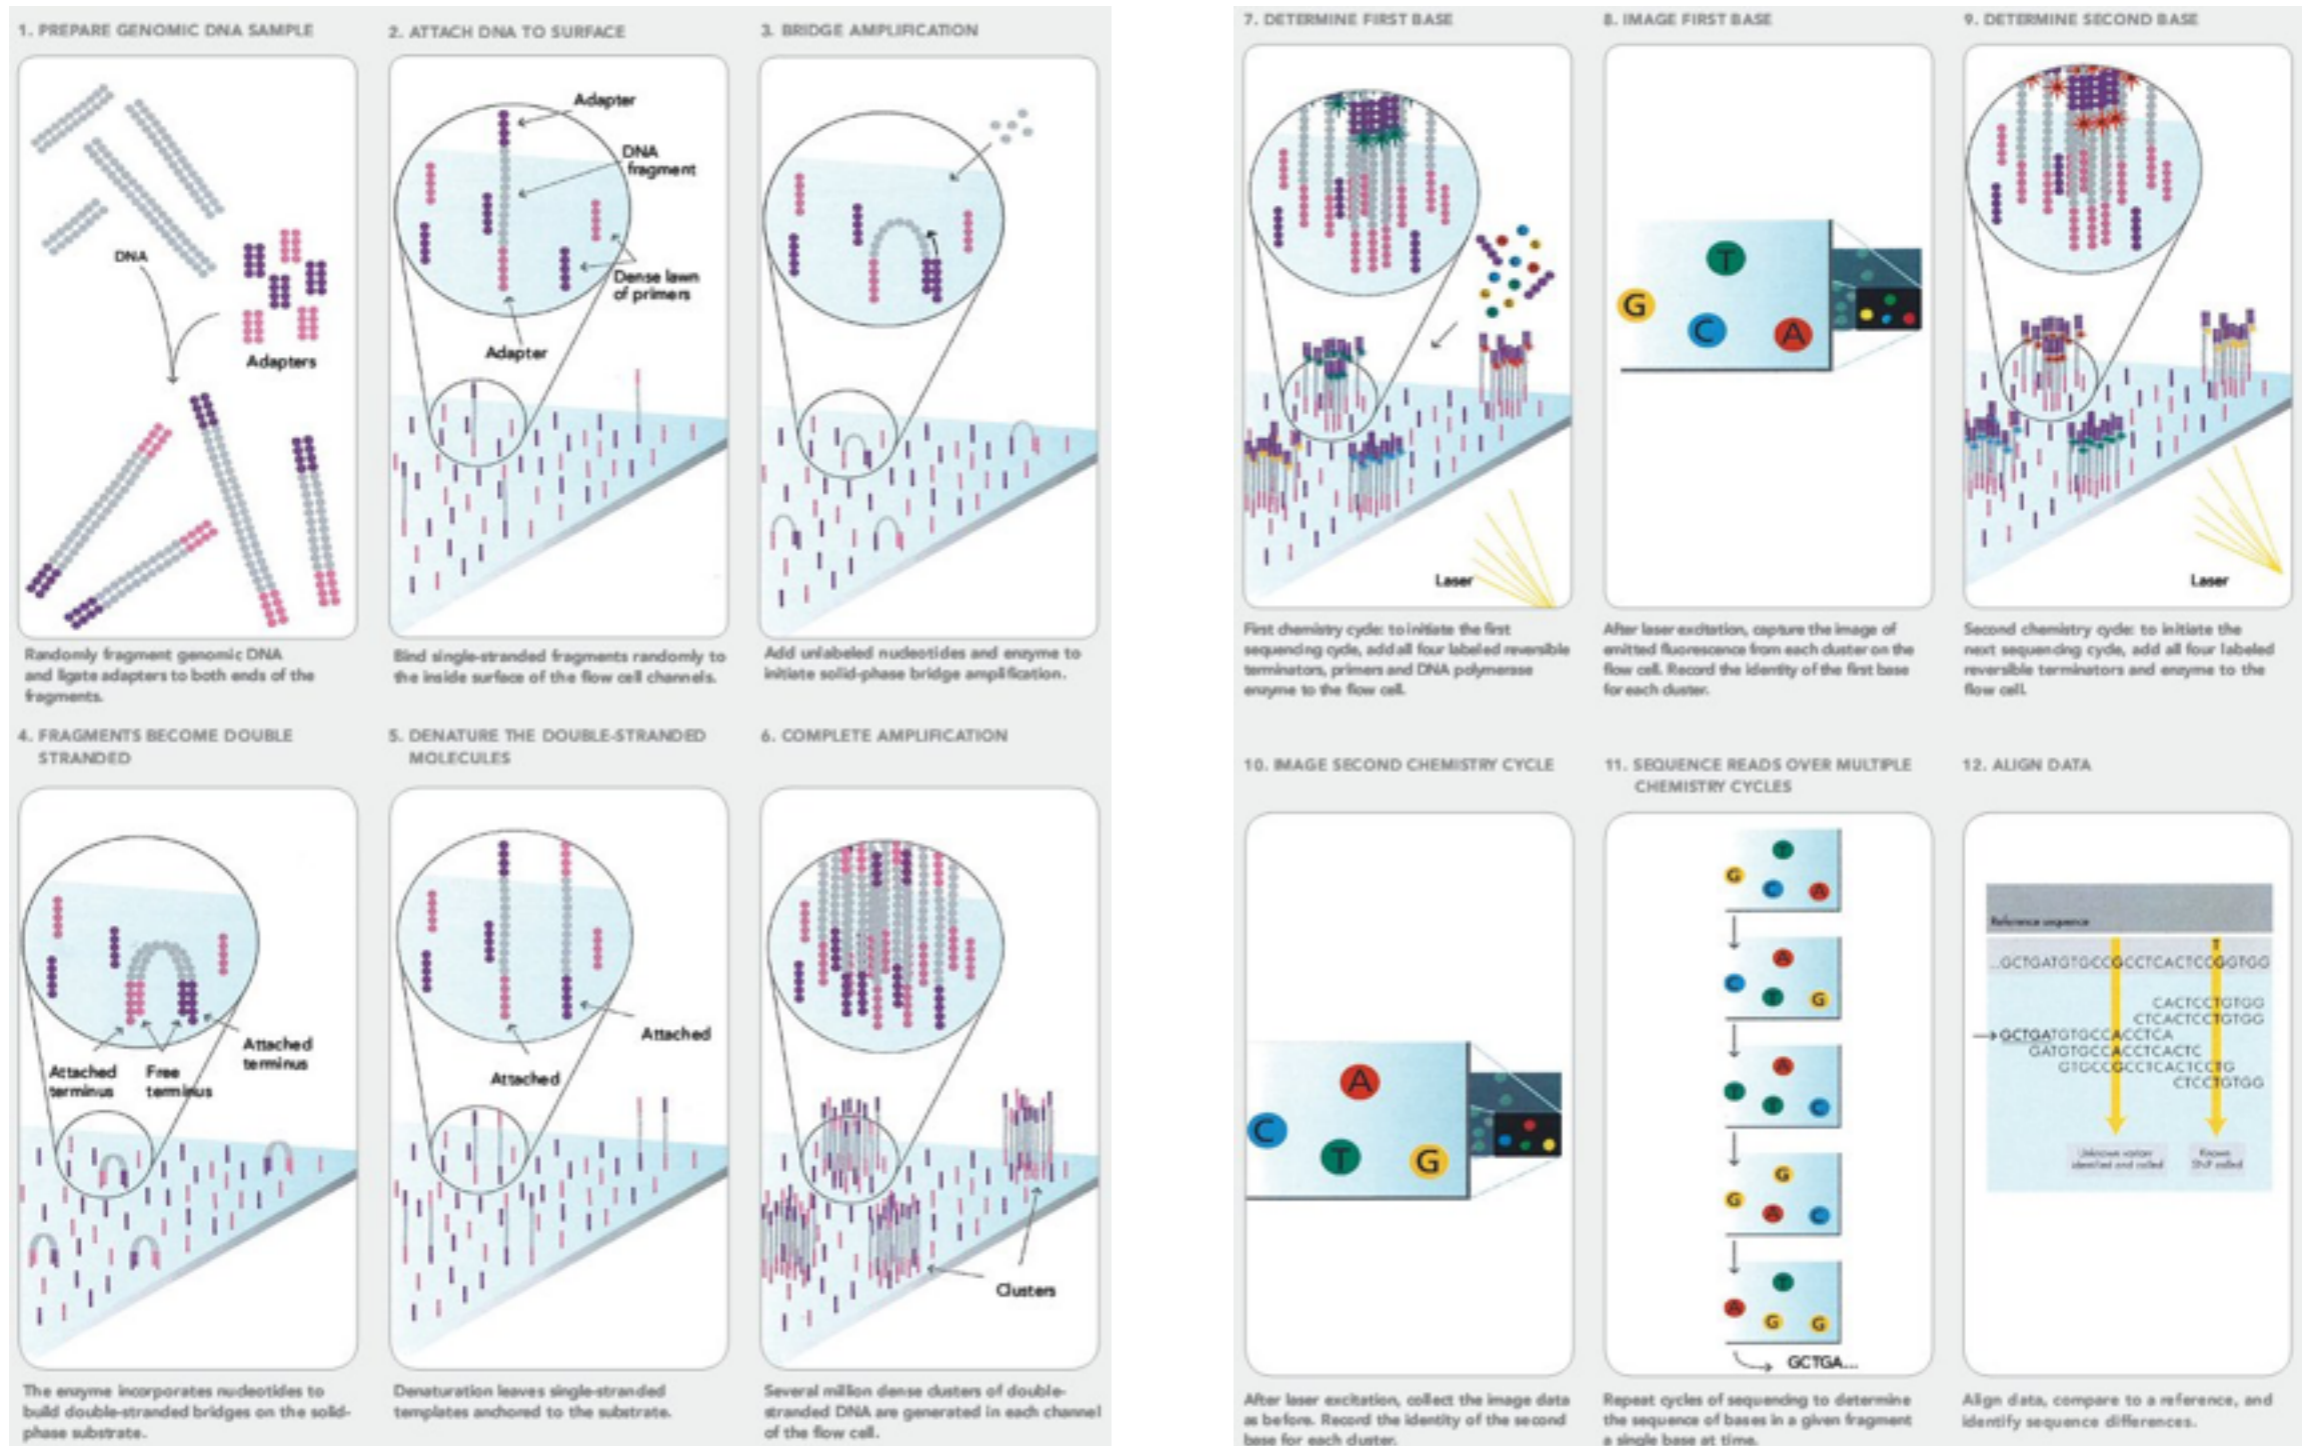 1. PREPARE GENOMIC DNA SAMPLE
DNA
Adapters
Randomly fragment genomic DNA
and ligate adapters to both ends of the
fragments.
2. ATTACH DNA TO SURFACE
Adapter
DNA
fragment
Dense lawn
of primers
Adapter
Bind single-stranded fragments randomly to
the inside surface of the flow cell channels.
3. BRIDGE AMPLIFICATION
Add unlabeled nucleotides and enzyme to
initiate solid-phase bridge amplification.
4. FRAGMENTS BECOME DOUBLE
STRANDED
Attached
terminus
Free
terminus
Attached
terminus
The enzyme incorporates nucleotides to
build double-stranded bridges on the solid-
phase substrate.
5. DENATURE THE DOUBLE-STRANDED
MOLECULES
Attached
Attached
Denaturation leaves single-stranded
templates anchored to the substrate.
6. COMPLETE AMPLIFICATION
Clusters
Several million dense clusters of double-
stranded DNA are generated in each channel
of the flow cell.
7. DETERMINE FIRST BASE
Laser
First chemistry cycle: to initiate the first
sequencing cycle, add all four labeled reversible
terminators, primers and DNA polymerase
enzyme to the flow cell.
8. IMAGE FIRST BASE
T
G
C
A
After laser excitation, capture the image of
emitted fluorescence from each cluster on the
flow cell. Record the identity of the first base
for each cluster.
9. DETERMINE SECOND BASE
Laser
Second chemistry cycle: to initiate the
next sequencing cycle, add all four labeled
reversible terminators and enzyme to the
flow cell.
10. IMAGE SECOND CHEMISTRY CYCLE
A
C
T
G
After laser excitation, collect the image data
as before. Record the identity of the second
base for each cluster.
11. SEQUENCE READS OVER MULTIPLE
CHEMISTRY CYCLES
T
G
C
A
A
C
T
G
A
T
T
C
G
G
A
C
T
A
G
G
GCTGA...
Repeat cycles of sequencing to determine
the sequence of bases in a given fragment
a single base at time.
12. ALIGN DATA
Reference sequence
T
...GCTGATGTGCCGCCTCACTCCGGTGG
CACTCCTGTGG
CTCACTCCTGTGG
GCTGATGTGCCACCTCA
GATGTGCCACCTCACTC
GTGCCGCCTCACTCCTG
CTCCTGTGG
Unknown variant
identified and called
Known
SNP called
Align data, compare to a reference, and
identify sequence differences.